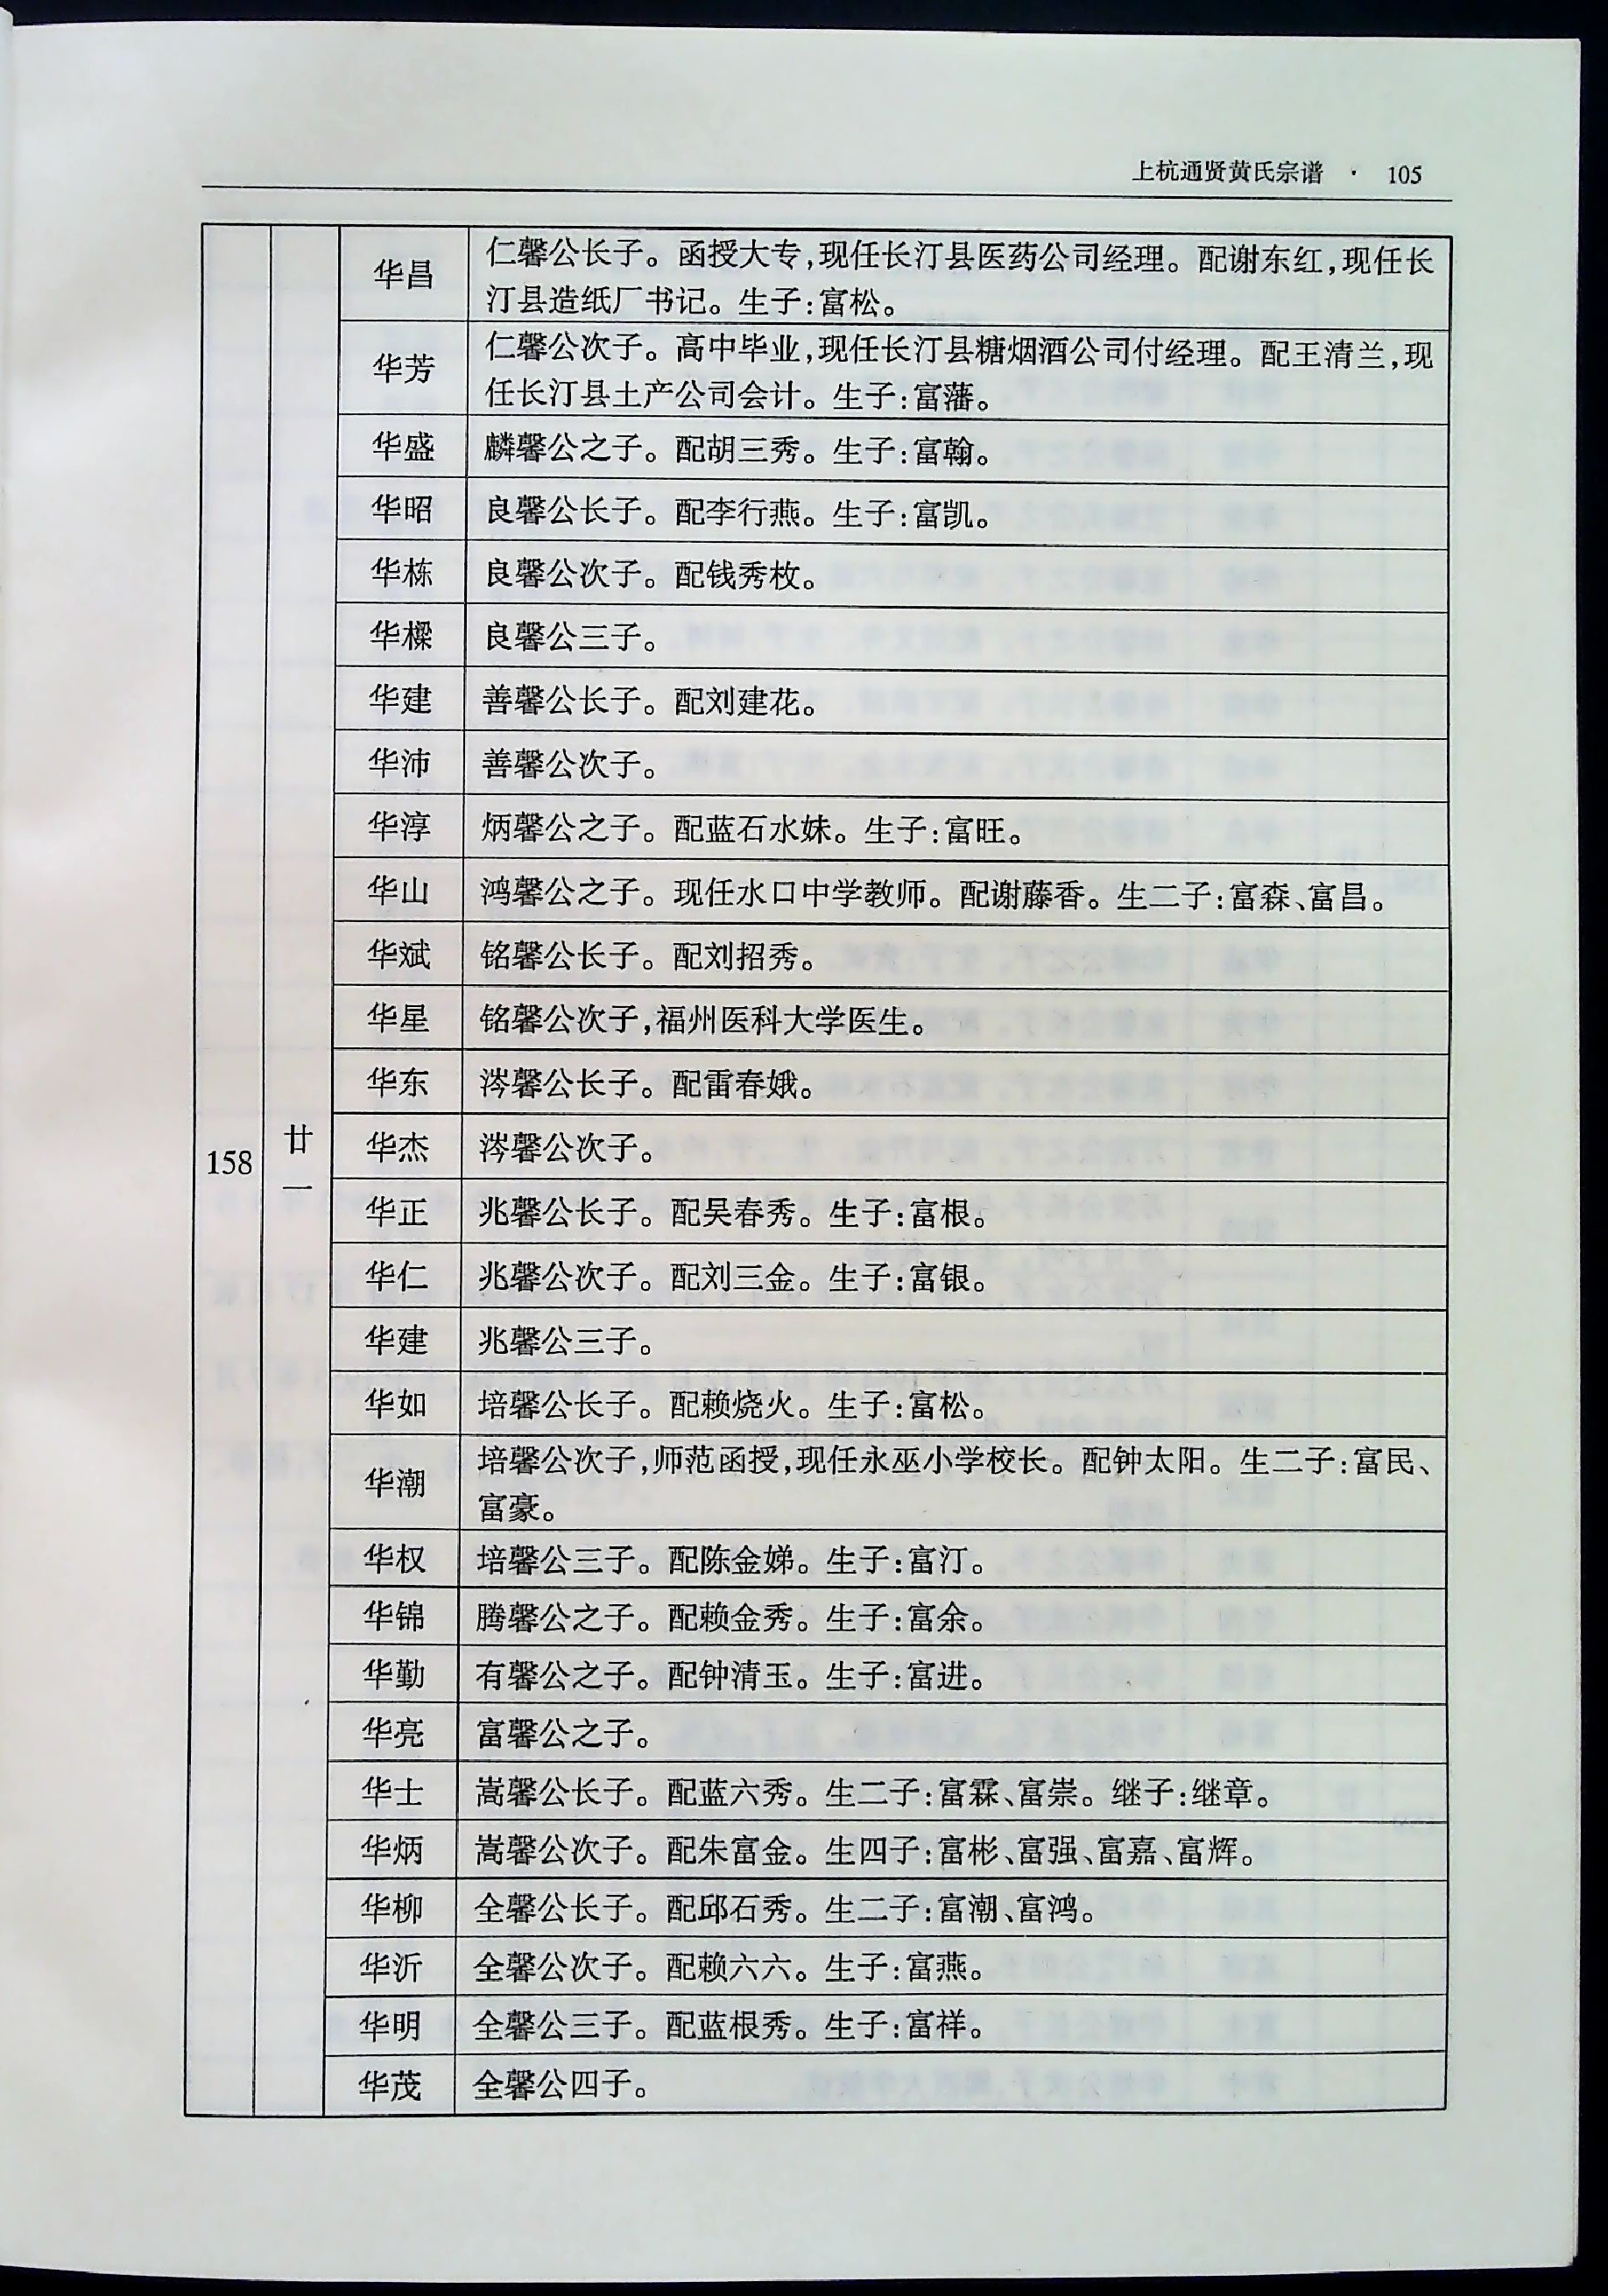 上杭通贤黄氏宗谱 · 105
158
廿一
华昌 仁馨公长子。函授大专,现任长汀县医药公司经理。配谢东红,现任长
汀县造纸厂书记。生子:富松。
华芳 仁馨公次子。高中毕业,现任长汀县糖烟酒公司付经理。配王清兰,现
任长汀县土产公司会计。生子:富藩。
华盛 麟馨公之子。配胡三秀。生子:富翰。
华昭 良馨公长子。配李行燕。生子:富凯。
华栋 良馨公次子。配钱秀枚。
华樑 良馨公三子。
华建 善馨公长子。配刘建花。
华沛 善馨公次子。
华淳 炳馨公之子。配蓝石水妹。生子:富旺。
华山 鸿馨公之子。现任水口中学教师。配谢藤香。生二子:富森、富昌。
华斌 铭馨公长子。配刘招秀。
华星 铭馨公次子,福州医科大学医生。
华东 涔馨公长子。配雷春娥。
华杰 涔馨公次子。
华正 兆馨公长子。配吴春秀。生子:富根。
华仁 兆馨公次子。配刘三金。生子:富银。
华建 兆馨公三子。
华如 培馨公长子。配赖烧火。生子:富松。
华潮 培馨公次子,师范函授,现任永巫小学校长。配钟太阳。生二子:富民、
富豪。
华权 培馨公三子。配陈金娣。生子:富汀。
华锦 腾馨公之子。配赖金秀。生子:富余。
华勤 有馨公之子。配钟清玉。生子:富进。
华亮 富馨公之子。
华士 嵩馨公长子。配蓝六秀。生二子:富霖、富崇。继子:继章。
华炳 嵩馨公次子。配朱富金。生四子:富彬、富强、富嘉、富辉。
华柳 全馨公长子。配邱石秀。生二子:富潮、富鸿。
华沂 全馨公次子。配赖六六。生子:富燕。
华明 全馨公三子。配蓝根秀。生子:富祥。
华茂 全馨公四子。